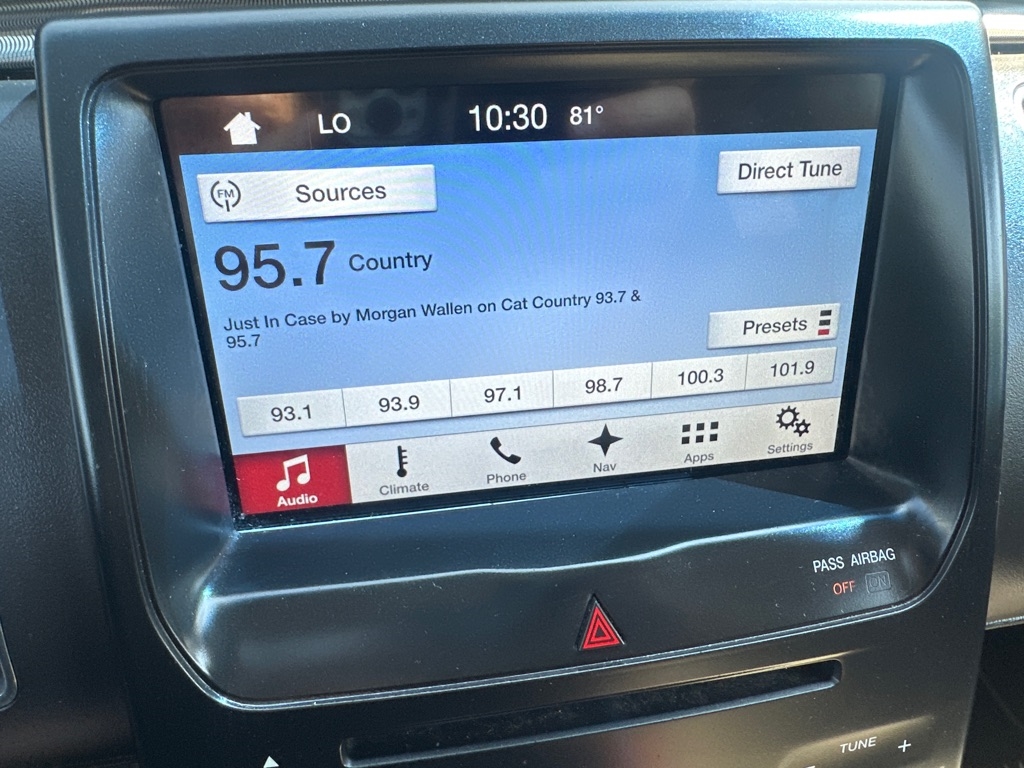 LO 10:30 81°
FM Sources Direct Tune
95.7 Country
Just In Case by Morgan Wallen on Cat Country 93.7 &
95.7
Presets
93.1 93.9 97.1 98.7 100.3 101.9
Audio Climate Phone Nav Apps Settings
PASS AIRBAG
OFF ON
TUNE +